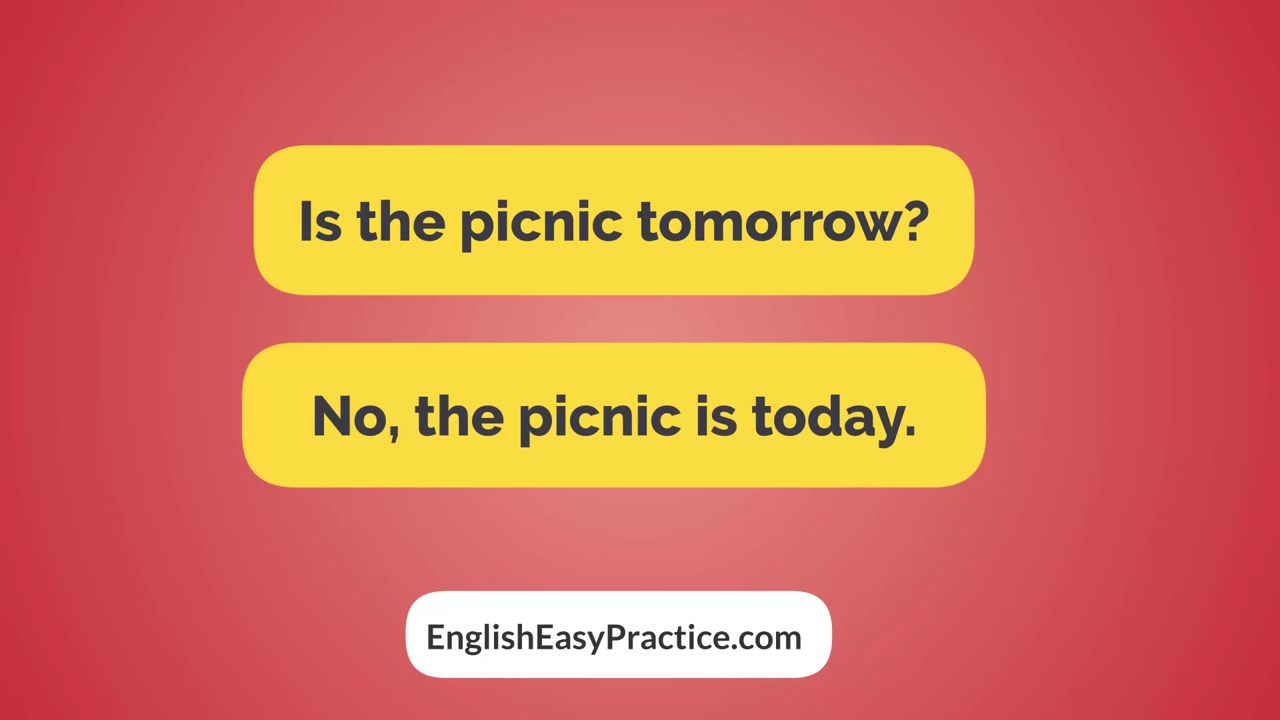 Is the picnic tomorrow?
No, the picnic is today.
EnglishEasyPractice.com